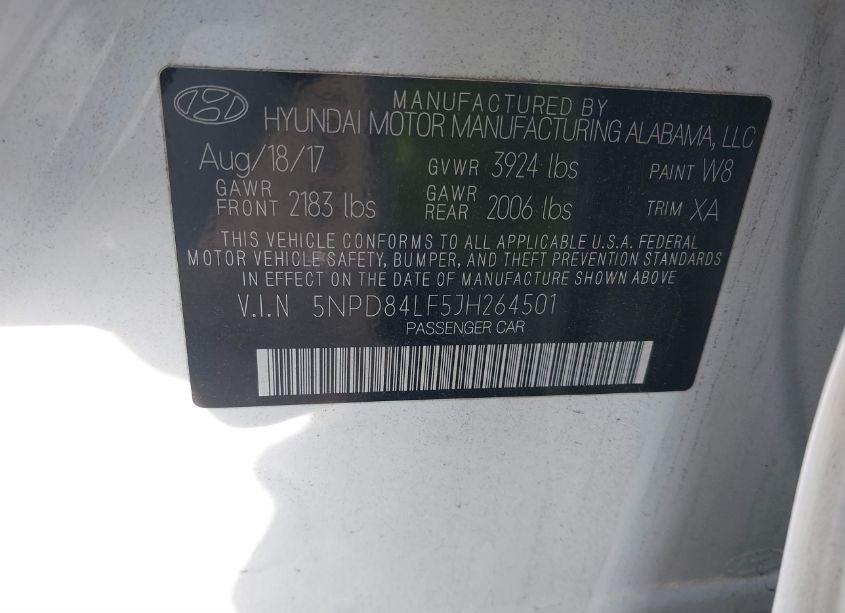 MANUFACTURED BY
HYUNDAI MOTOR MANUFACTURING ALABAMA, LLC
Aug/18/17 GVWR 3924 lbs PAINT W8
GAWR FRONT 2183 lbs GAWR REAR 2006 lbs TRIM XA
THIS VEHICLE CONFORMS TO ALL APPLICABLE U.S.A. FEDERAL
MOTOR VEHICLE SAFETY, BUMPER, AND THEFT PREVENTION STANDARDS
IN EFFECT ON THE DATE OF MANUFACTURE SHOWN ABOVE
V.I.N 5NPD84LF5JH264501
PASSENGER CAR